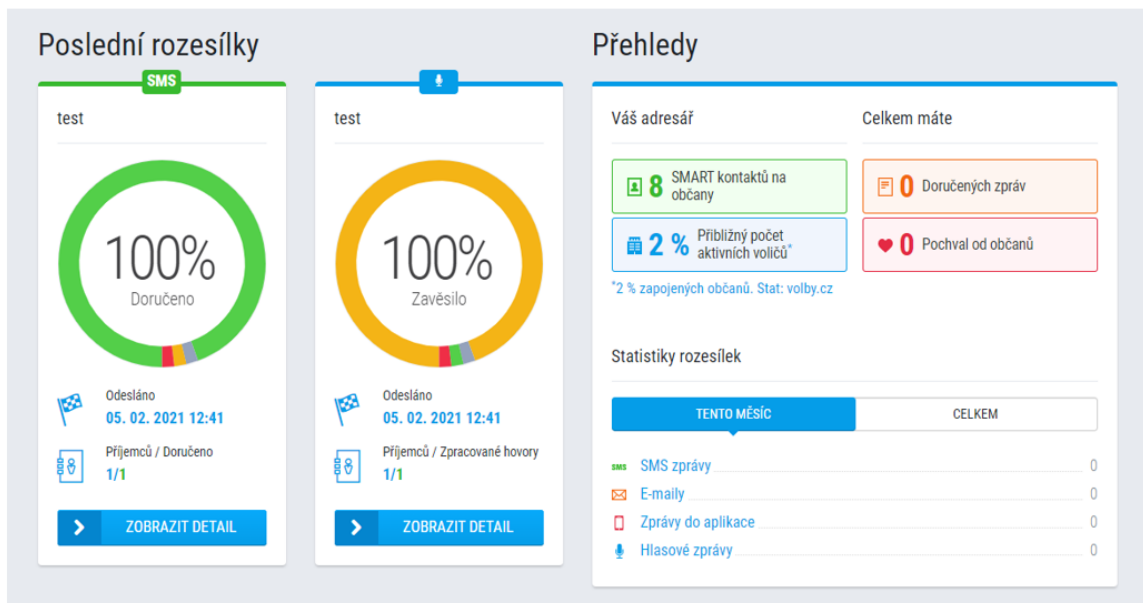 Poslední rozesílky
SMS
test
100%
Doručeno
Odesláno
05. 02. 2021 12:41
Příjemců / Doručeno
1/1
ZOBRAZIT DETAIL
test
100%
Zavěsilo
Odesláno
05. 02. 2021 12:41
Příjemců / Zpracované hovory
1/1
ZOBRAZIT DETAIL
Přehledy
Váš adresář
8 SMART kontaktů na
občany
2 % Přibližný počet
aktivních voličů*
*2 % zapojených občanů. Stat: volby.cz
Celkem máte
0 Doručených zpráv
0 Pochval od občanů
Statistiky rozesílek
TENTO MĚSÍC
CELKEM
SMS SMS zprávy 0
E-maily 0
Zprávy do aplikace 0
Hlasové zprávy 0